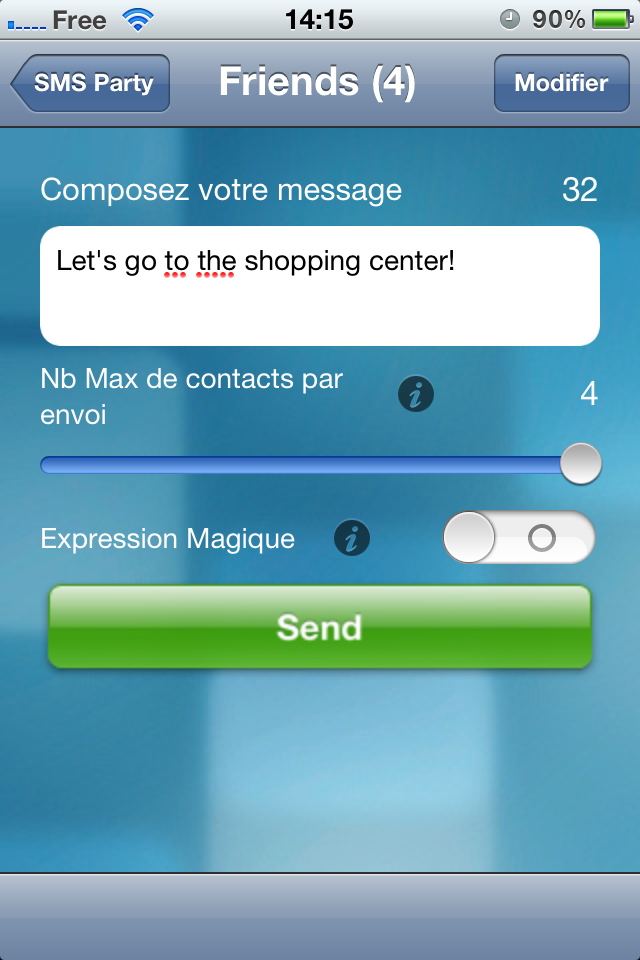 Free 14:15 90%
SMS Party Friends (4) Modifier
Composez votre message 32
Let's go to the shopping center!
Nb Max de contacts par
envoi 4
Expression Magique
Send